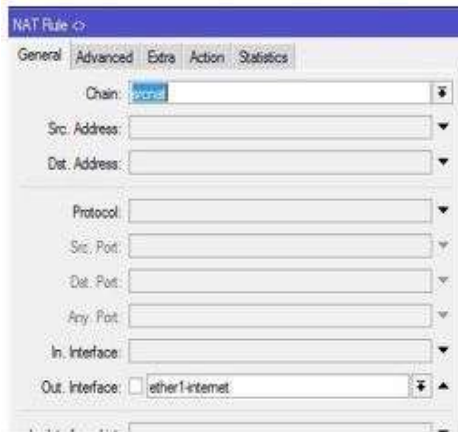 NAT Rule <>
General Advanced Extra Action Statistics
Chain: srcnat
Src. Address:
Dst. Address:
Protocol:
Src. Port:
Dst. Port:
Any. Port:
In. Interface:
Out. Interface: ether1-internet